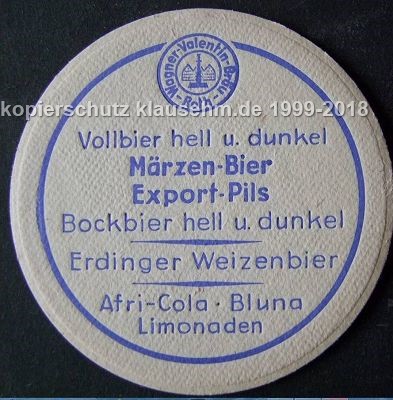 Wagner-Valentin-Bräu
kopierschutz klausehm.de 1999-2018
Vollbier hell u. dunkel
Märzen-Bier
Export-Pils
Bockbier hell u. dunkel
Erdinger Weizenbier
Afri-Cola · Bluna
Limonaden